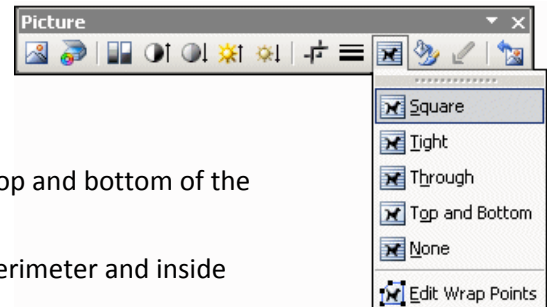 Picture
Square
Tight
Through
Top and Bottom
op and bottom of the
None
erimeter and inside
Edit Wrap Points